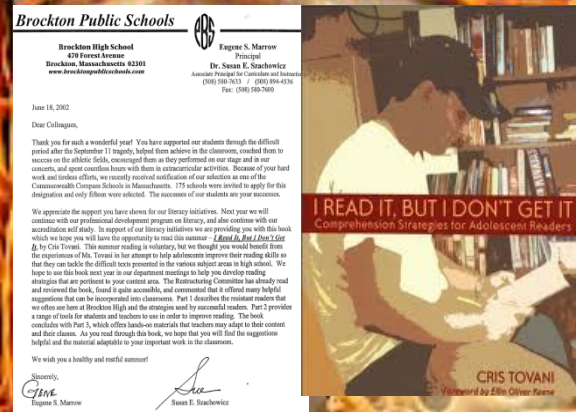 Brockton Public Schools
Brockton High School
470 Forest Avenue
Brockton, Massachusetts 02301
www.brocktonpublicschools.com
Eugene S. Marrow
Principal
Dr. Susan E. Szachowicz
Associate Principal for Curriculum and Instructi
(508) 580-7633 / (508) 894-4536
Fax: (508) 580-7600
June 18, 2002
Dear Colleagues,
Thank you for such a wonderful year! You have supported our students through the difficult
period after the September 11 tragedy, helped them achieve in the classroom, coached them to
success on the athletic fields, encouraged them as they performed on our stage and in our
concerts, and spent countless hours with them in extracurricular activities. Because of your hard
work and tireless efforts, we recently received notification of our selection as one of the
Commonwealth Compass Schools in Massachusetts. 175 schools were invited to apply for this
designation and only fifteen were selected. The successes of our students are your successes.
We appreciate the support you have shown for our literacy initiatives. Next year we will
continue with our professional development program on literacy, and also continue with our
accreditation self study. In support of our literacy initiatives we are providing you with this book
which we hope you will have the opportunity to read this summer – I Read It, But I Don't Get
It, by Cris Tovani. This summer reading is voluntary, but we thought you would benefit from
the experiences of Ms. Tovani in her attempt to help adolescents improve their reading skills so
that they can tackle the difficult texts presented in the various subject areas in high school. We
hope to use this book next year in our department meetings to help you develop reading
strategies that are pertinent to your content area. The Restructuring Committee has already read
and reviewed the book, found it quite accessible, and commented that it offered many helpful
suggestions that can be incorporated into classrooms. Part 1 describes the resistant readers that
we often see here at Brockton High and the strategies used by successful readers. Part 2 provides
a range of tools for students and teachers to use in order to improve reading. The book
concludes with Part 3, which offers hands-on materials that teachers may adapt to their content
and their classes. As you read through this book, we hope that you will find the suggestions
helpful and the material adaptable to your important work in the classroom.
We wish you a healthy and restful summer!
Sincerely,
Gene
Sue
Eugene S. Marrow
Susan E. Szachowicz
I READ IT, BUT I DON'T GET IT
Comprehension Strategies for Adolescent Readers
CRIS TOVANI
Foreword by Ellin Oliver Keene